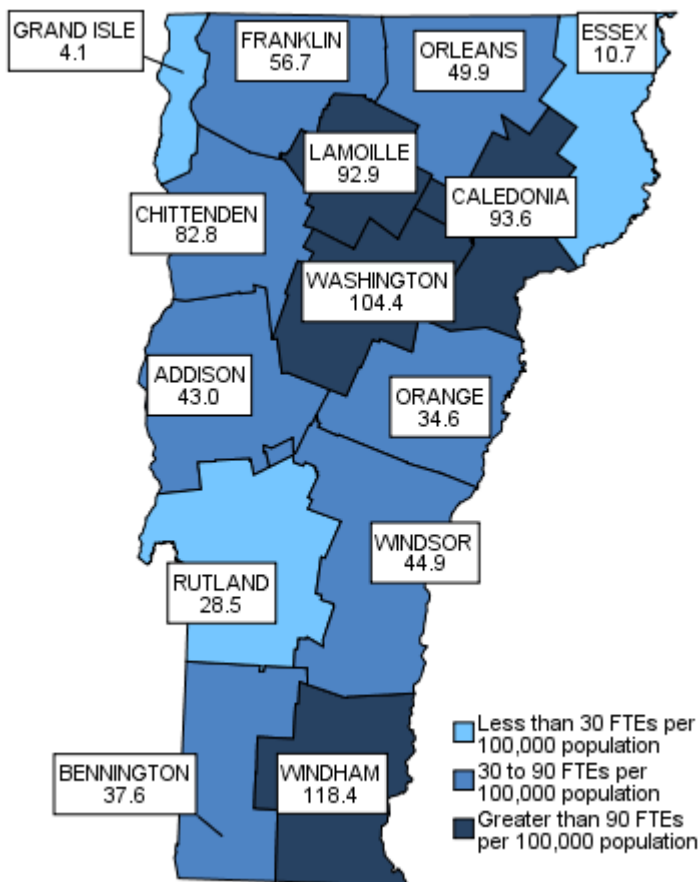 GRAND ISLE
4.1
FRANKLIN
56.7
ORLEANS
49.9
ESSEX
10.7
LAMOILLE
92.9
CALEDONIA
93.6
CHITTENDEN
82.8
WASHINGTON
104.4
ADDISON
43.0
ORANGE
34.6
WINDSOR
44.9
RUTLAND
28.5
BENNINGTON
37.6
WINDHAM
118.4
Less than 30 FTEs per
100,000 population
30 to 90 FTEs per
100,000 population
Greater than 90 FTEs
per 100,000 population